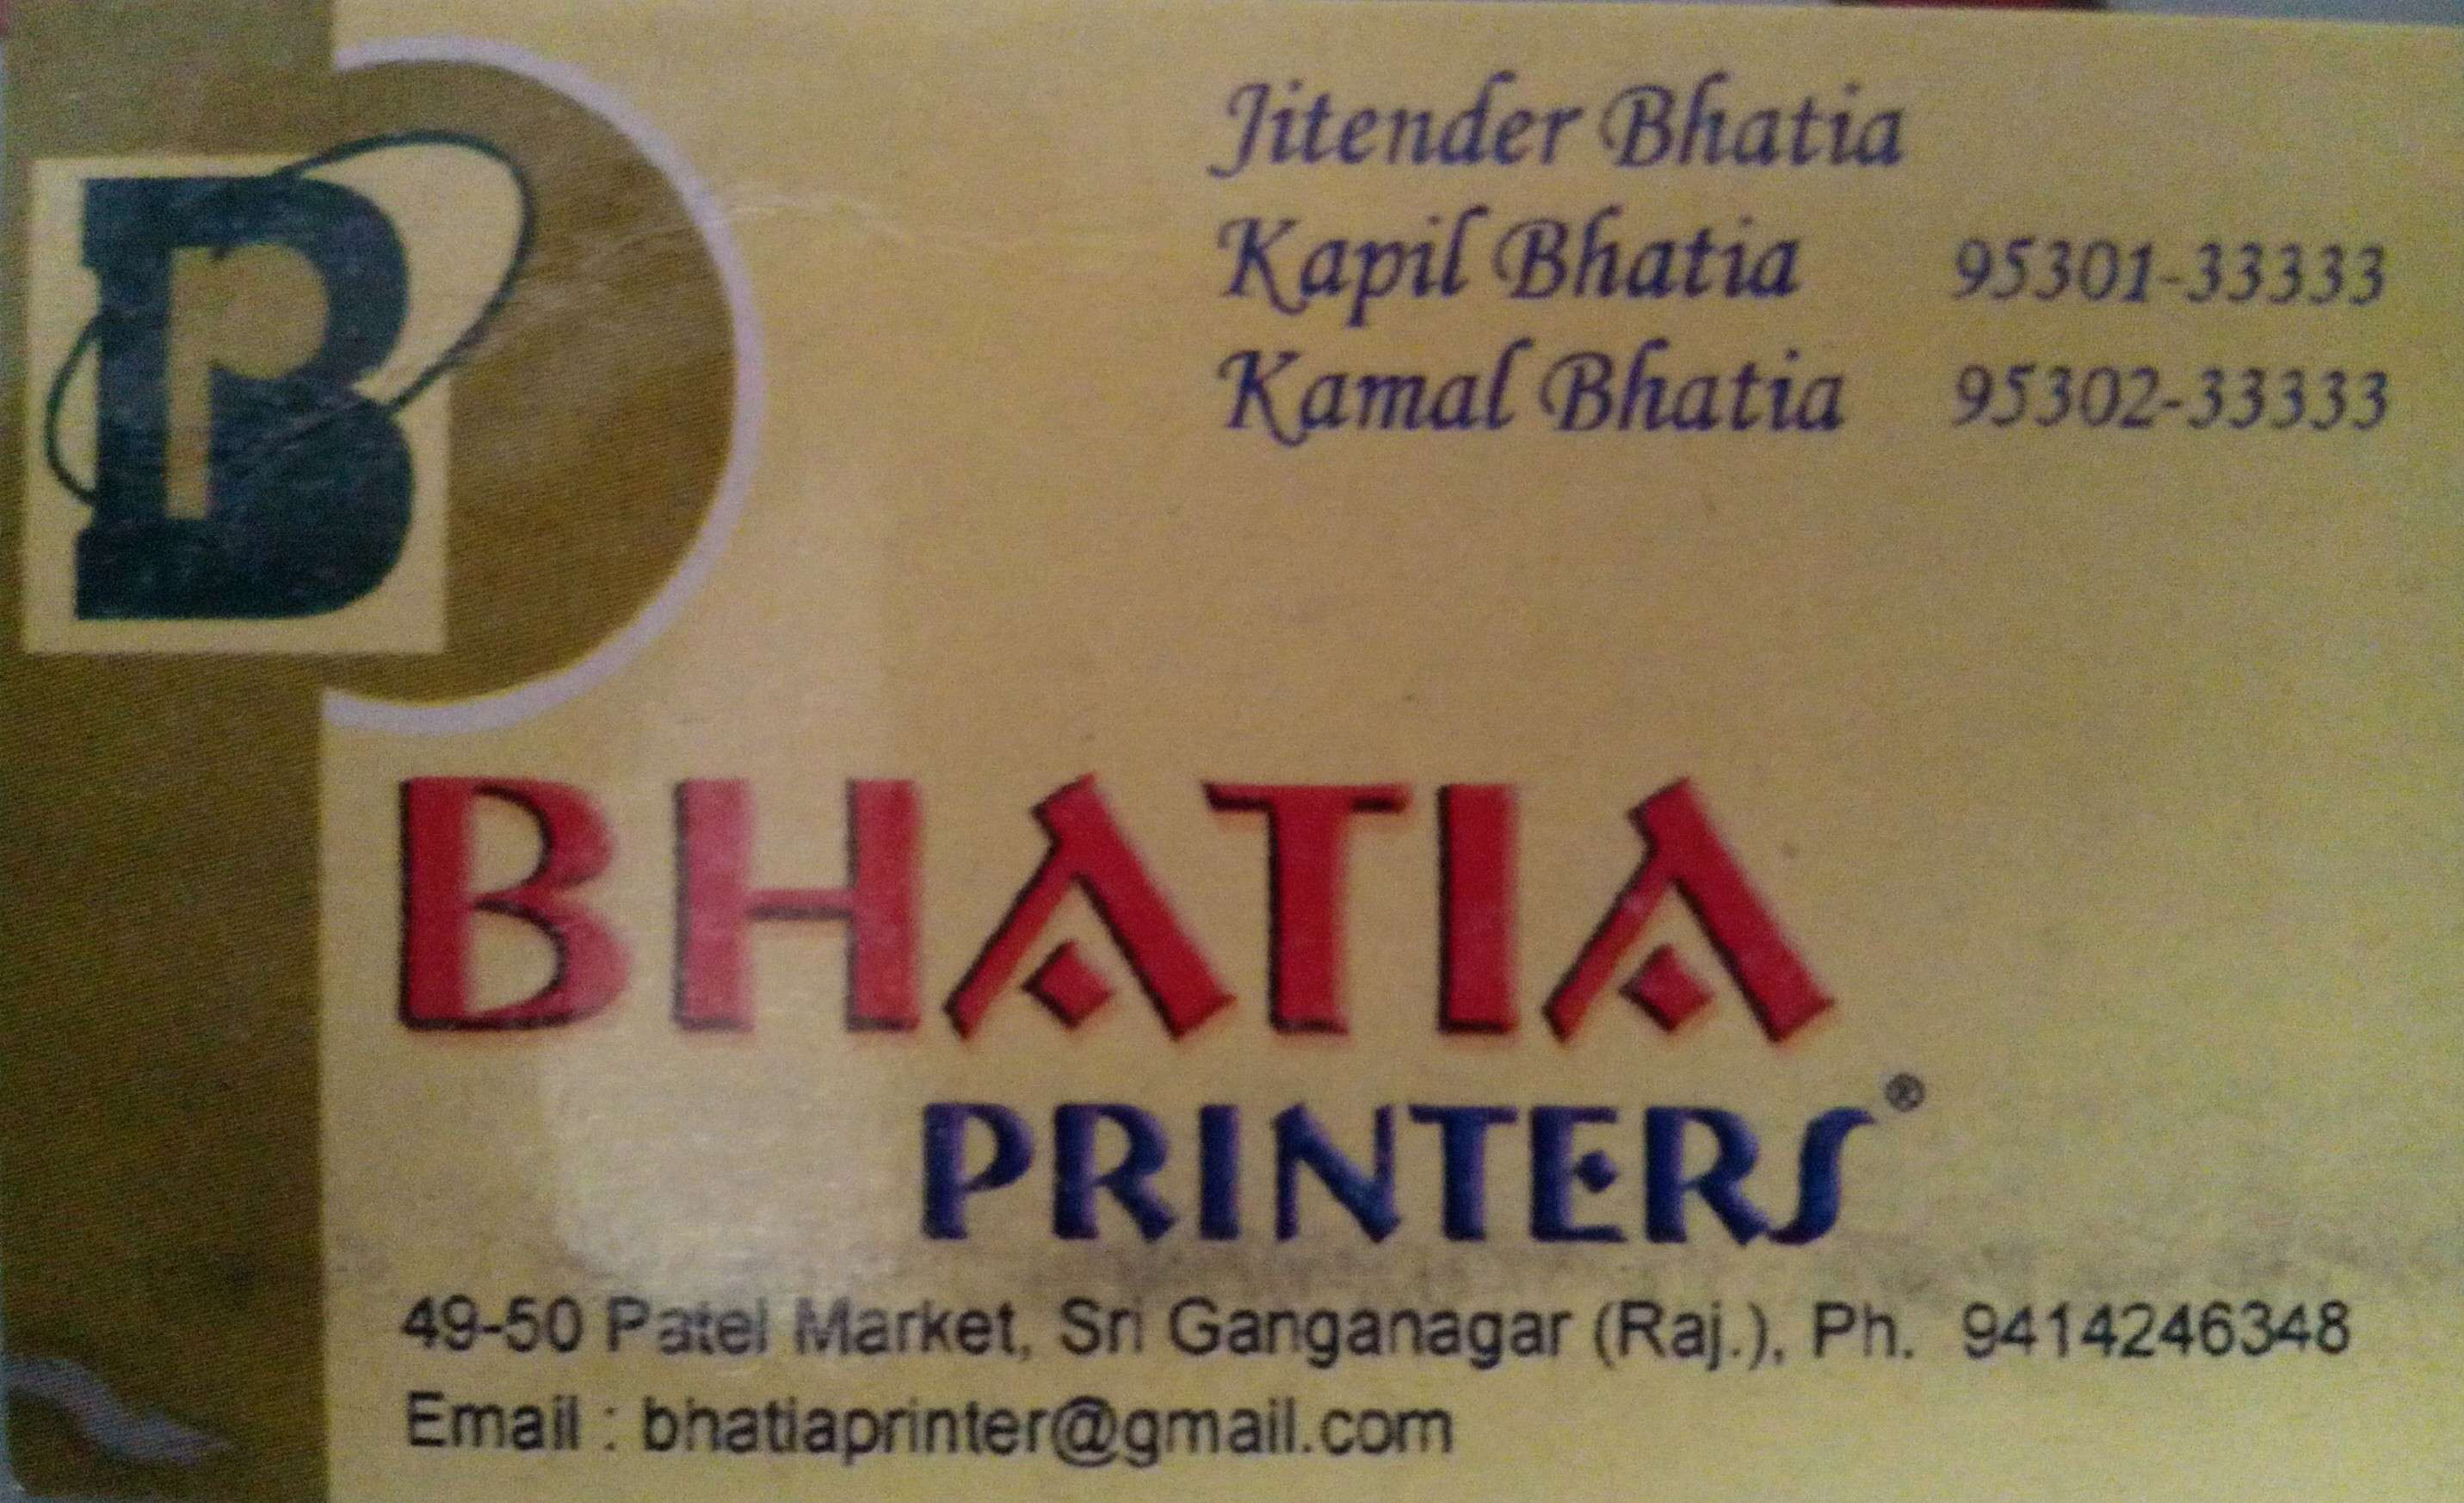 BP
Jitender Bhatia
Kapil Bhatia 95301-33333
Kamal Bhatia 95302-33333
BHATIA
PRINTERS®
49-50 Patel Market, Sri Ganganagar (Raj.), Ph. 9414246348
Email : bhatiaprinter@gmail.com